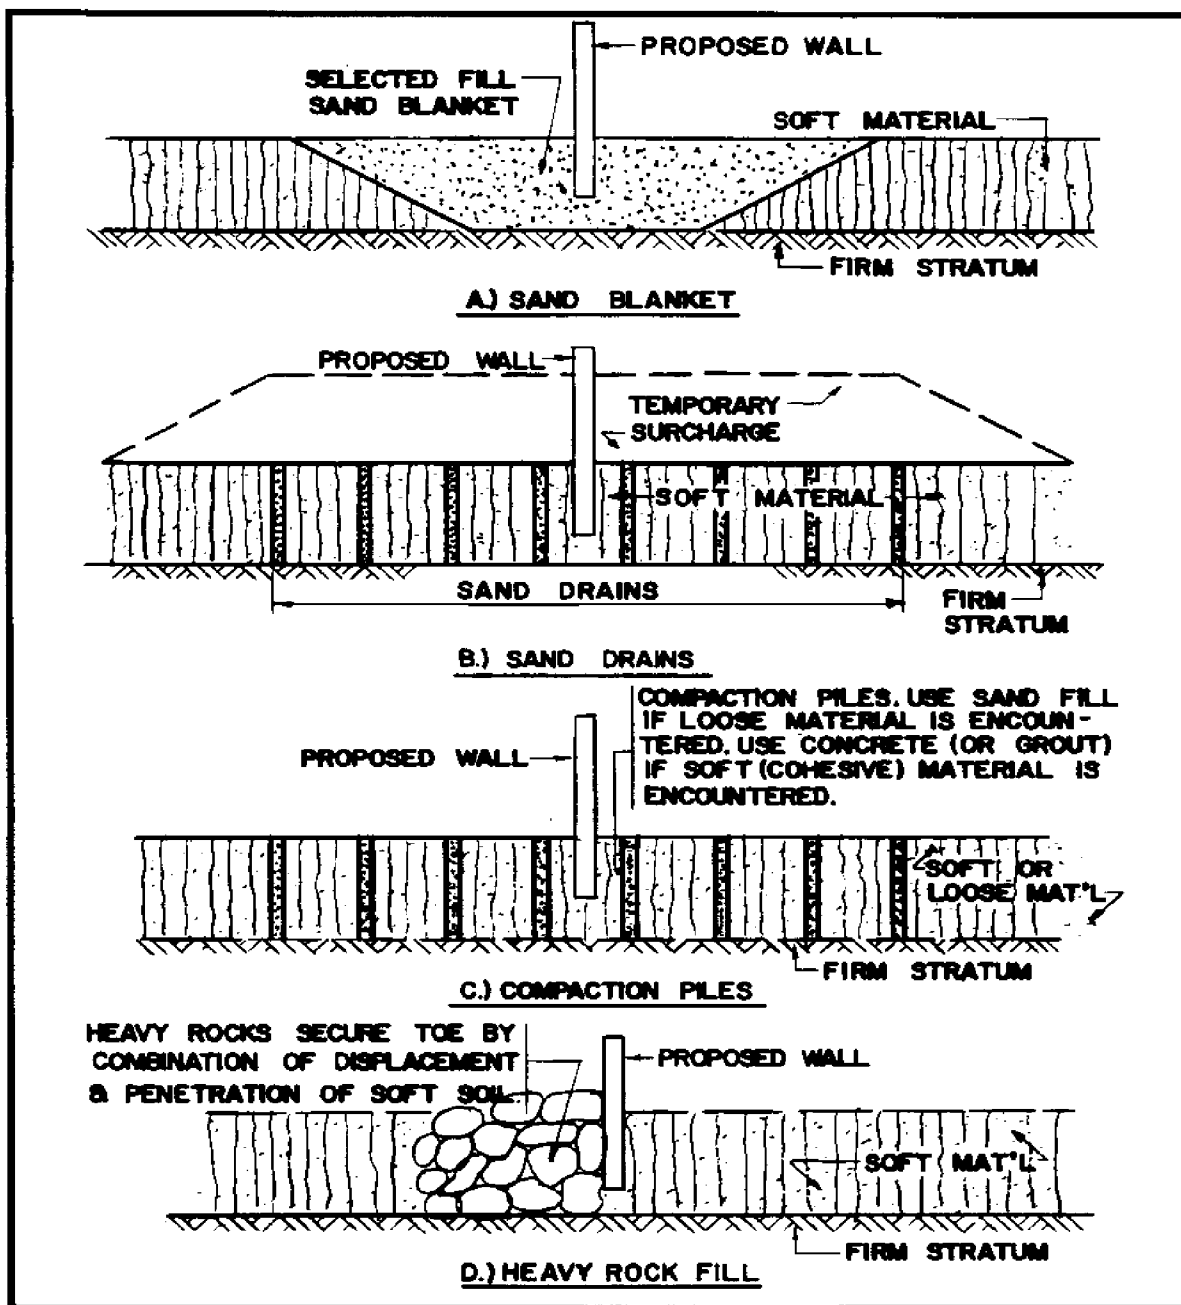 PROPOSED WALL
SELECTED FILL
SAND BLANKET
SOFT MATERIAL
FIRM STRATUM
A.) SAND BLANKET
PROPOSED WALL
TEMPORARY
SURCHARGE
SOFT MATERIAL
SAND DRAINS
FIRM
STRATUM
B.) SAND DRAINS
COMPACTION PILES. USE SAND FILL
IF LOOSE MATERIAL IS ENCOUN-
TERED. USE CONCRETE (OR GROUT)
IF SOFT (COHESIVE) MATERIAL IS
ENCOUNTERED.
PROPOSED WALL
SOFT OR
LOOSE MAT'L
FIRM STRATUM
C.) COMPACTION PILES
HEAVY ROCKS SECURE TOE BY
COMBINATION OF DISPLACEMENT
& PENETRATION OF SOFT SOIL
PROPOSED WALL
SOFT MAT'L
FIRM STRATUM
D.) HEAVY ROCK FILL